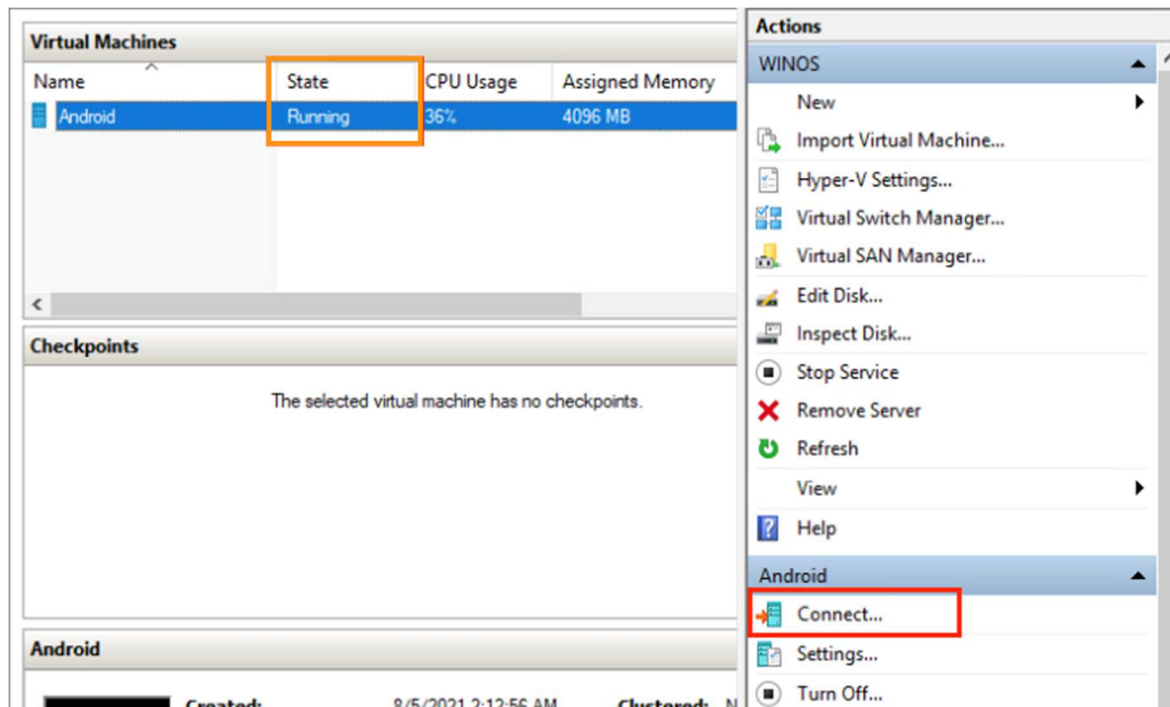 Virtual Machines
Name State CPU Usage Assigned Memory
Android Running 36% 4096 MB
Checkpoints
The selected virtual machine has no checkpoints.
Android
Created: 8/5/2021 2:12:56 AM Clustered: N
Actions
WINOS
New
Import Virtual Machine...
Hyper-V Settings...
Virtual Switch Manager...
Virtual SAN Manager...
Edit Disk...
Inspect Disk...
Stop Service
Remove Server
Refresh
View
Help
Android
Connect...
Settings...
Turn Off...